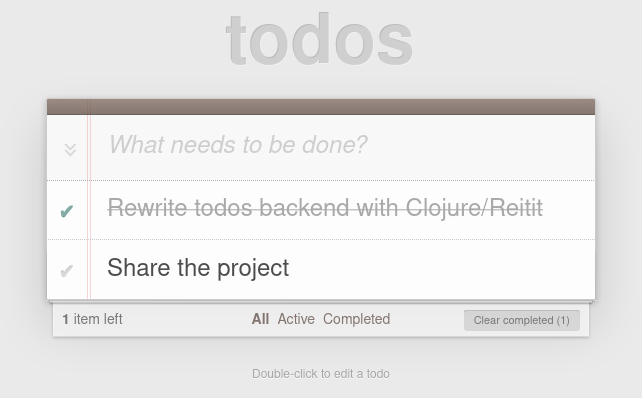 todos
What needs to be done?
Rewrite todos backend with Clojure/Reitit
Share the project
1 item left All Active Completed Clear completed (1)
Double-click to edit a todo